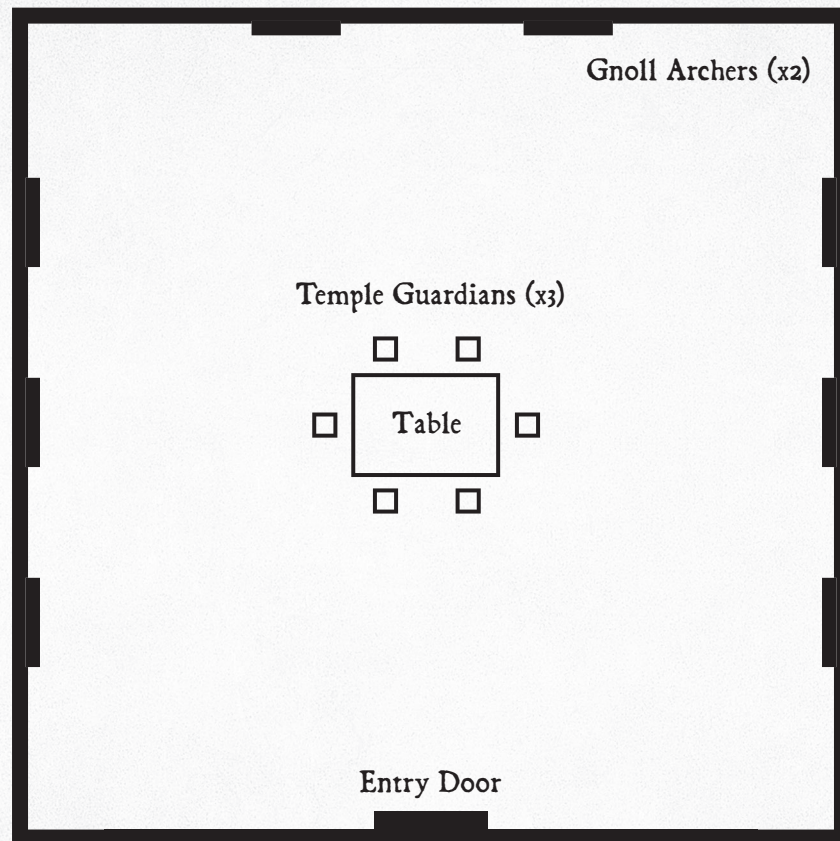 Gnoll Archers (x2)
Temple Guardians (x3)
Table
Entry Door